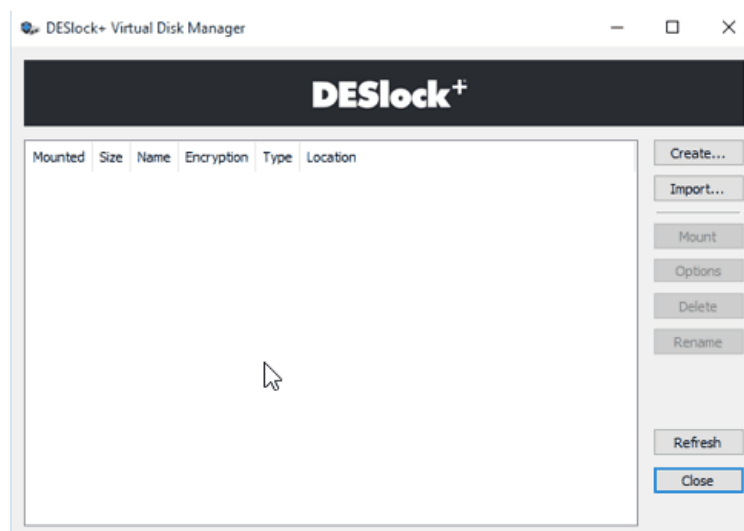 DESlock+ Virtual Disk Manager
DESlock+
Mounted Size Name Encryption Type Location
Create...
Import...
Mount
Options
Delete
Rename
Refresh
Close